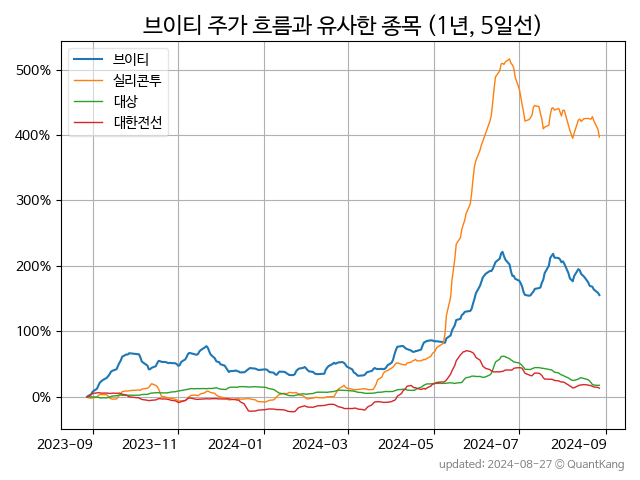 브이티 주가 흐름과 유사한 종목 (1년, 5일선)
브이티
실리콘투
대상
대한전선
500%
400%
300%
200%
100%
0%
2023-09 2023-11 2024-01 2024-03 2024-05 2024-07 2024-09
updated: 2024-08-27 © QuantKang